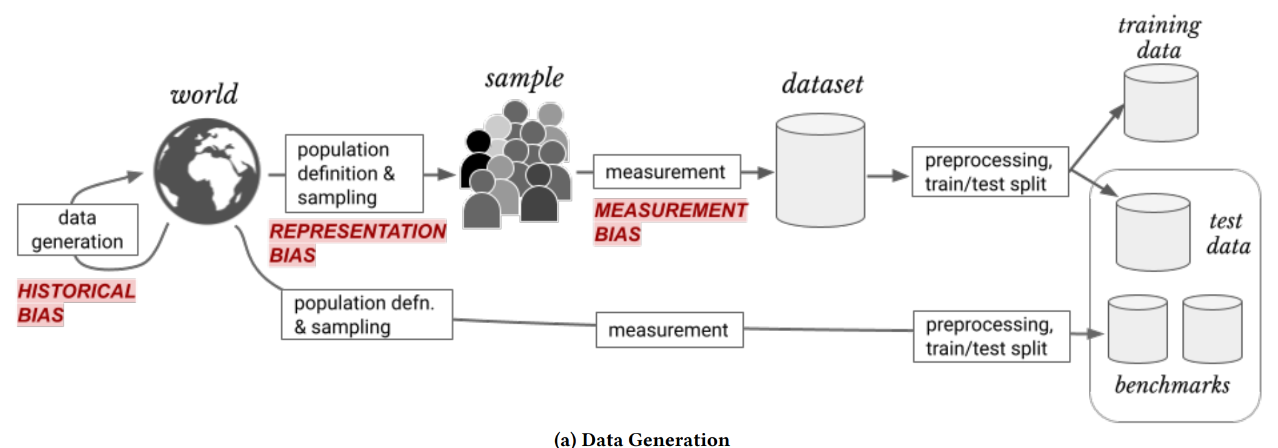 training
data
world
sample
dataset
data
generation
population
definition &
sampling
measurement
preprocessing,
train/test split
HISTORICAL
BIAS
REPRESENTATION
BIAS
MEASUREMENT
BIAS
test
data
population defn.
& sampling
measurement
preprocessing,
train/test split
benchmarks
(a) Data Generation